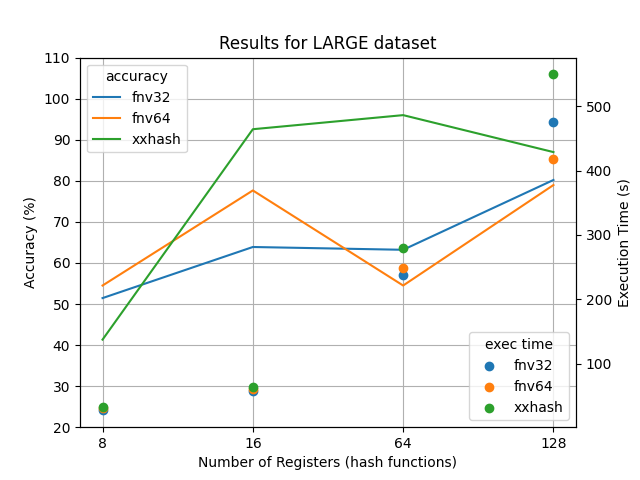 Results for LARGE dataset
110
100
90
80
70
60
50
40
30
20
Accuracy (%)
accuracy
fnv32
fnv64
xxhash
500
400
300
200
100
Execution Time (s)
exec time
fnv32
fnv64
xxhash
8
16
64
128
Number of Registers (hash functions)